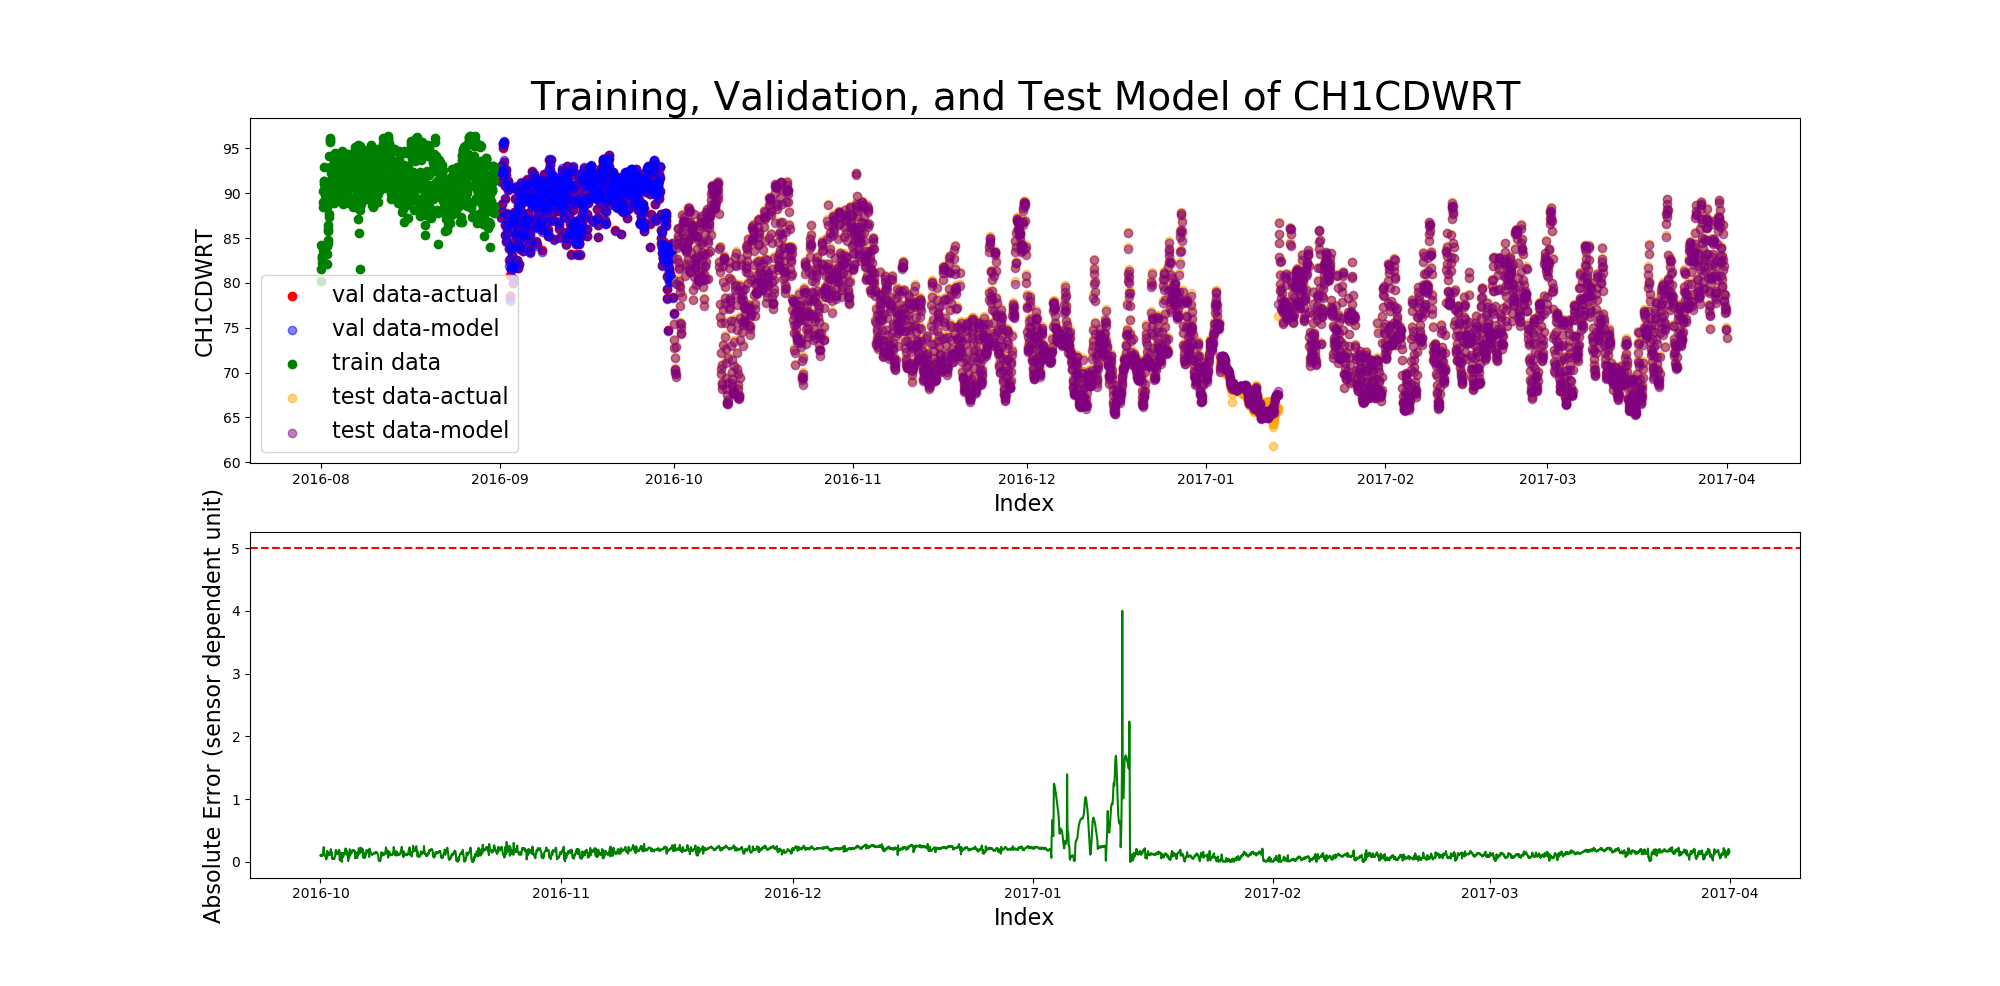 Training, Validation, and Test Model of CH1CDWRT
CH1CDWRT
95
90
85
80
75
70
65
60
val data-actual
val data-model
train data
test data-actual
test data-model
2016-08 2016-09 2016-10 2016-11 2016-12 2017-01 2017-02 2017-03 2017-04
Index
Absolute Error (sensor dependent unit)
5
4
3
2
1
0
2016-10 2016-11 2016-12 2017-01 2017-02 2017-03 2017-04
Index